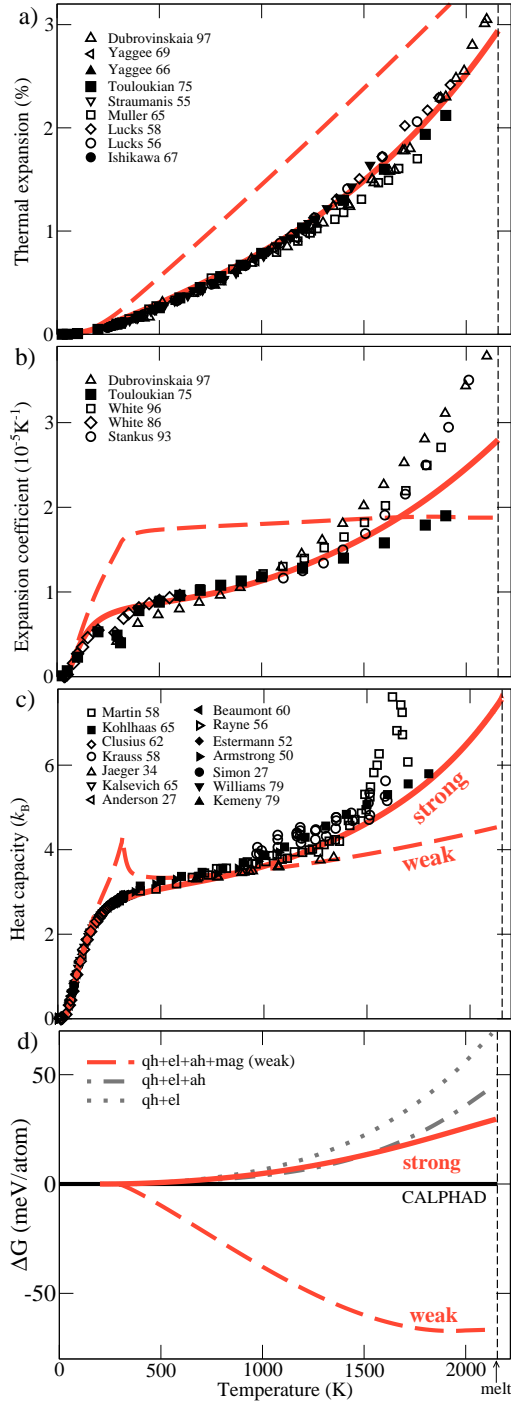 a)
3
2
1
0
Thermal expansion (%)
Dubrovinskaia 97
Yaggee 69
Yaggee 66
Touloukian 75
Straumanis 55
Muller 65
Lucks 58
Lucks 56
Ishikawa 67
b)
3
2
1
0
Expansion coefficient (10⁻⁵K⁻¹)
Dubrovinskaia 97
Touloukian 75
White 96
White 86
Stankus 93
c)
6
4
2
0
Heat capacity (k_B)
Martin 58
Kohlhaas 65
Clusius 62
Krauss 58
Jaeger 34
Kalsevich 65
Anderson 27
Beaumont 60
Rayne 56
Estermann 52
Armstrong 50
Simon 27
Williams 79
Kemeny 79
strong
weak
d)
50
0
-50
ΔG (meV/atom)
qh+el+ah+mag (weak)
qh+el+ah
qh+el
strong
CALPHAD
weak
0 500 1000 1500 2000
Temperature (K)
melt